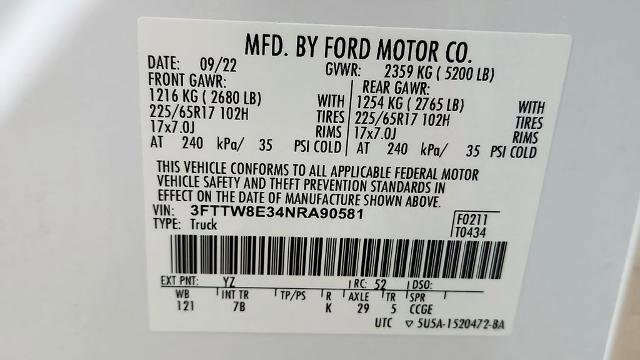 MFD. BY FORD MOTOR CO.
DATE: 09/22 GVWR: 2359 KG ( 5200 LB)
FRONT GAWR: REAR GAWR:
1216 KG ( 2680 LB) WITH 1254 KG ( 2765 LB) WITH
225/65R17 102H TIRES 225/65R17 102H TIRES
17x7.0J RIMS 17x7.0J RIMS
AT 240 kPa/ 35 PSI COLD AT 240 kPa/ 35 PSI COLD
THIS VEHICLE CONFORMS TO ALL APPLICABLE FEDERAL MOTOR
VEHICLE SAFETY AND THEFT PREVENTION STANDARDS IN
EFFECT ON THE DATE OF MANUFACTURE SHOWN ABOVE.
VIN: 3FTTW8E34NRA90581 F0211
TYPE: Truck T0434
EXT PNT: YZ RC: 52 DSO:
WB INT TR TP/PS R AXLE TR SPR
121 7B K 29 5 CCGE
UTC ▽ 5U5A-1520472-BA